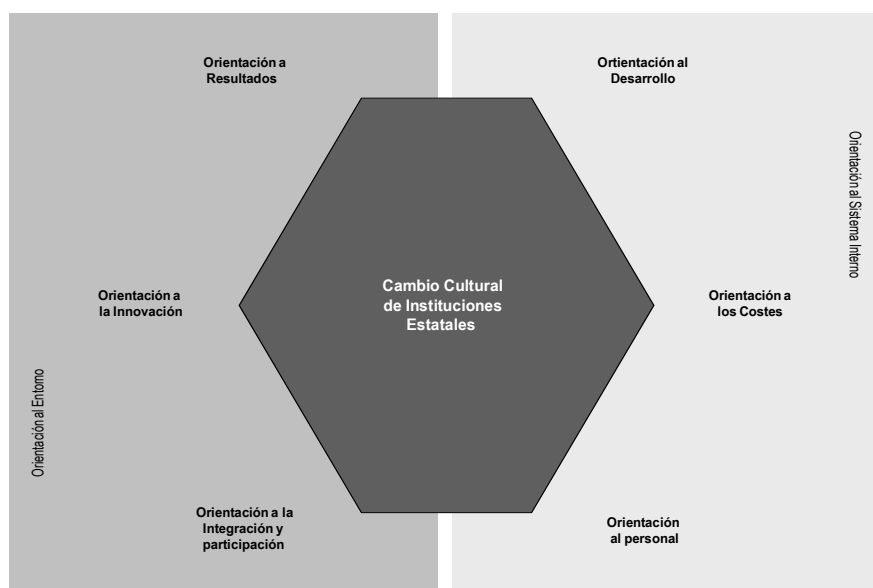 Orientación a
Resultados
Ortientación al
Desarrollo
Orientación al Sistema Interno
Cambio Cultural
de Instituciones
Estatales
Orientación a
la Innovación
Orientación a
los Costes
Orientación al Entorno
Orientación a la
Integración y
participación
Orientación
al personal